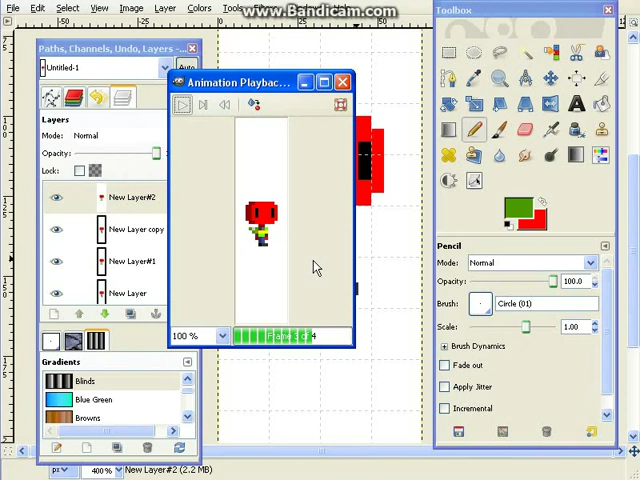 www.Bandicam.com
Edit Select View Image Layer Colors
Paths, Channels, Undo, Layers -...
Untitled-1
Auto
Layers
Mode: Normal
Opacity:
Lock:
New Layer#2
New Layer copy
New Layer#1
New Layer
Gradients
Blinds
Blue Green
Browns
Animation Playbac...
100 %
Toolbox
Pencil
Mode: Normal
Opacity: 100.0
Brush: Circle (01)
Scale: 1.00
Brush Dynamics
Fade out
Apply Jitter
Incremental
px 400% New Layer#2 (2.2 MB)